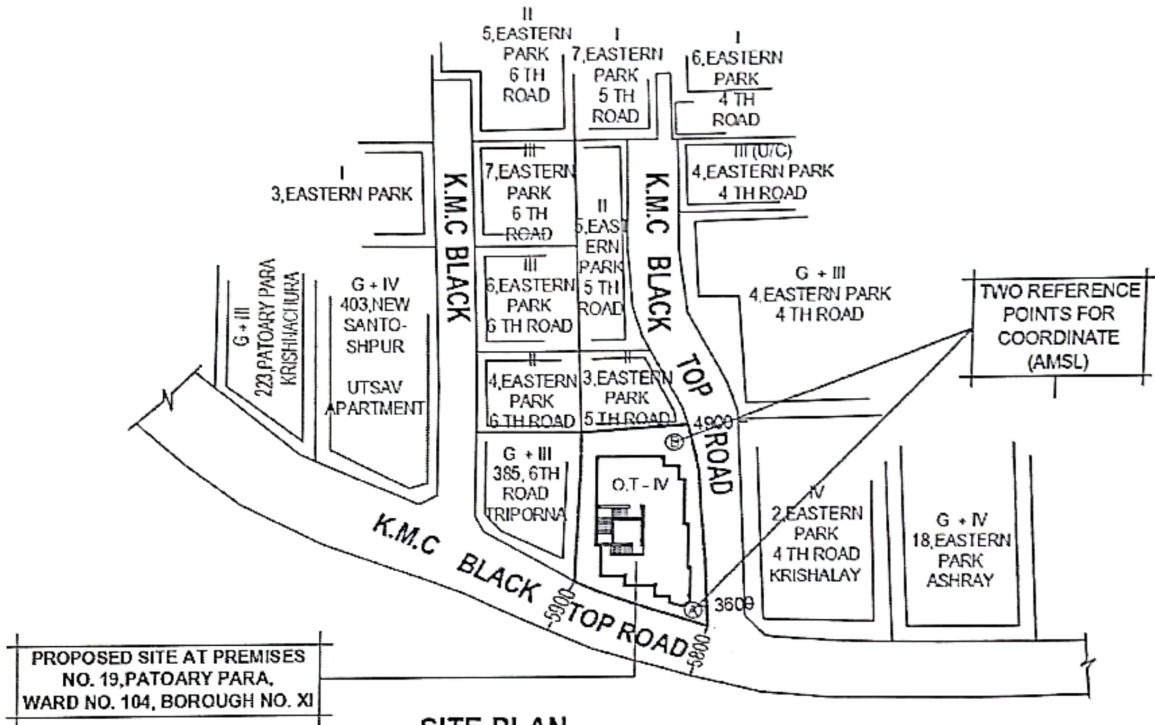 II
5,EASTERN
PARK
6 TH
ROAD
I
7,EASTERN
PARK
5 TH
ROAD
I
6,EASTERN
PARK
4 TH
ROAD
I
3,EASTERN PARK
III
7,EASTERN
PARK
6 TH
ROAD
II
5,EAST
ERN
PARK
5 TH
ROAD
III (U/C)
4,EASTERN PARK
4 TH ROAD
K.M.C BLACK
K.M.C BLACK TOP ROAD
G + III
223,PATOARY PARA
KRISHNACHURA
G + IV
403,NEW
SANTO-
SHPUR
UTSAV
APARTMENT
III
6,EASTERN
PARK
6 TH ROAD
G + III
4,EASTERN PARK
4 TH ROAD
TWO REFERENCE
POINTS FOR
COORDINATE
(AMSL)
II
4,EASTERN
PARK
6 TH ROAD
II
3,EASTERN
PARK
5 TH ROAD
4900
B
G + III
385, 6TH
ROAD
TRIPORNA
O.T - IV
IV
2,EASTERN
PARK
4 TH ROAD
KRISHALAY
G + IV
18,EASTERN
PARK
ASHRAY
K.M.C BLACK TOP ROAD
5900
A
3600
5800
PROPOSED SITE AT PREMISES
NO. 19,PATOARY PARA,
WARD NO. 104, BOROUGH NO. XI
SITE PLAN